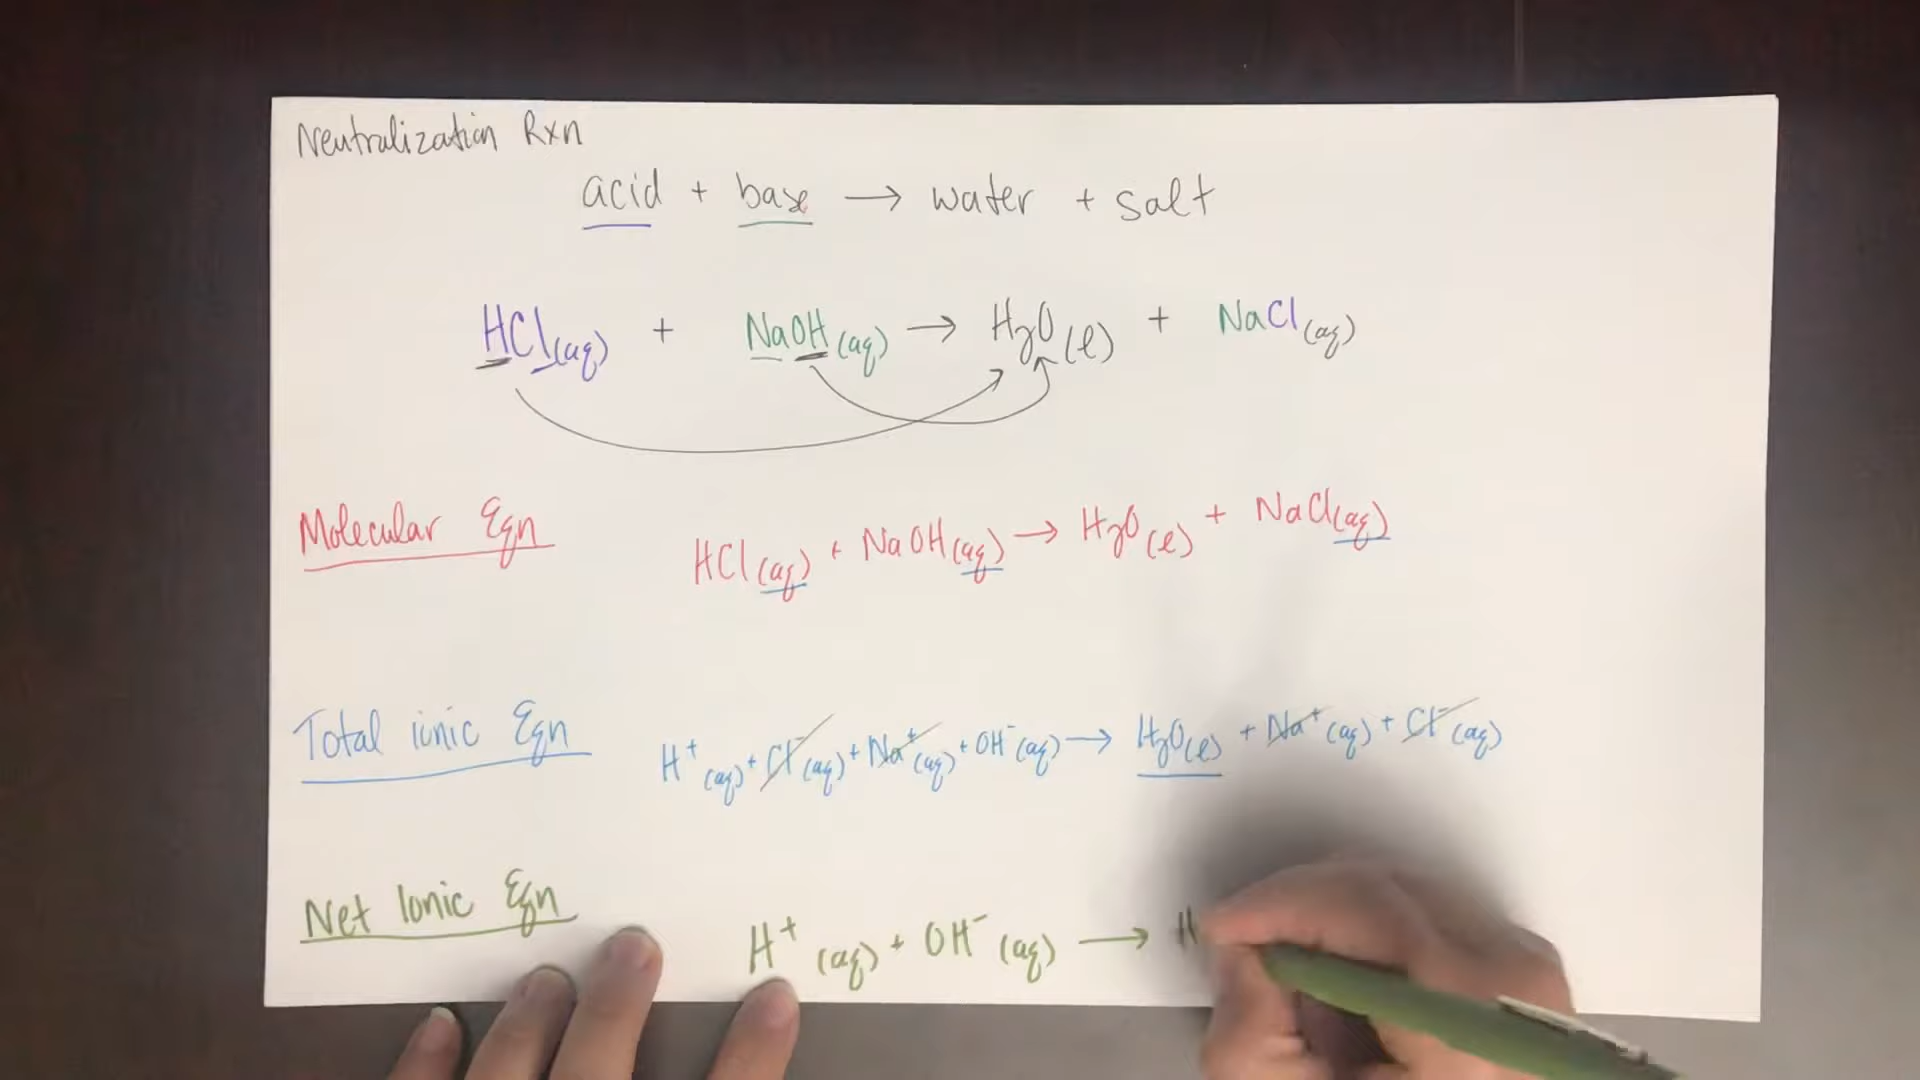 Neutralization Rxn
acid + base → water + salt
HCl(aq) + NaOH(aq) → H₂O(l) + NaCl(aq)
Molecular Eqn HCl(aq) + NaOH(aq) → H₂O(l) + NaCl(aq)
Total ionic Eqn H⁺(aq) + Cl⁻(aq) + Na⁺(aq) + OH⁻(aq) → H₂O(l) + Na⁺(aq) + Cl⁻(aq)
Net Ionic Eqn H⁺(aq) + OH⁻(aq) → H